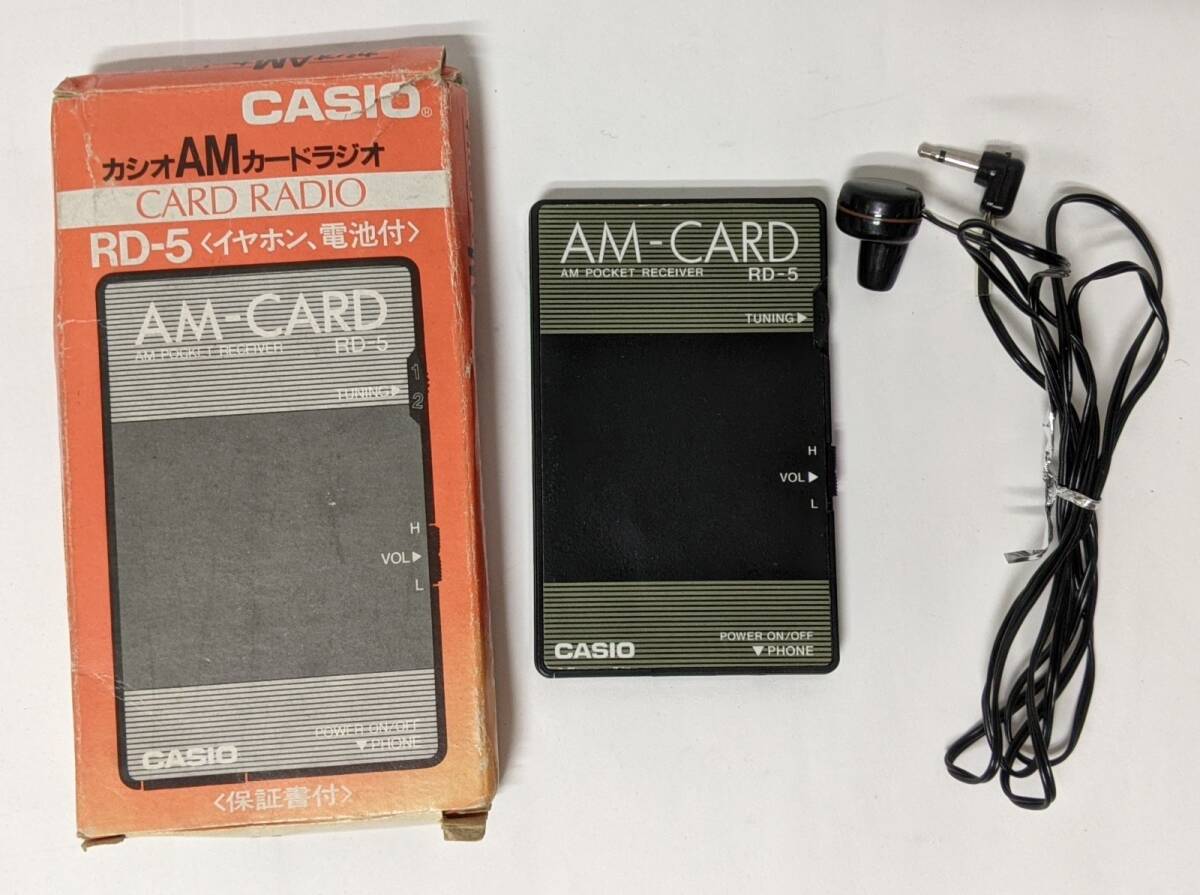 CASIO®
カシオAMカードラジオ
CARD RADIO
RD-5〈イヤホン、電池付〉
AM-CARD
AM POCKET RECEIVER RD-5
TUNING▶
1
2
H
VOL▶
L
POWER ON/OFF
CASIO ▼PHONE
〈保証書付〉
AM-CARD
AM POCKET RECEIVER RD-5
TUNING▶
H
VOL▶
L
POWER ON/OFF
CASIO ▼PHONE